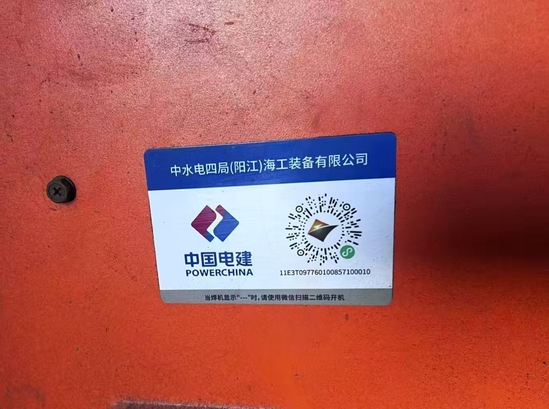 中水电四局(阳江)海工装备有限公司
中国电建
POWERCHINA
11E3T097760100857100010
当焊机显示"---"时,请使用微信扫描二维码开机